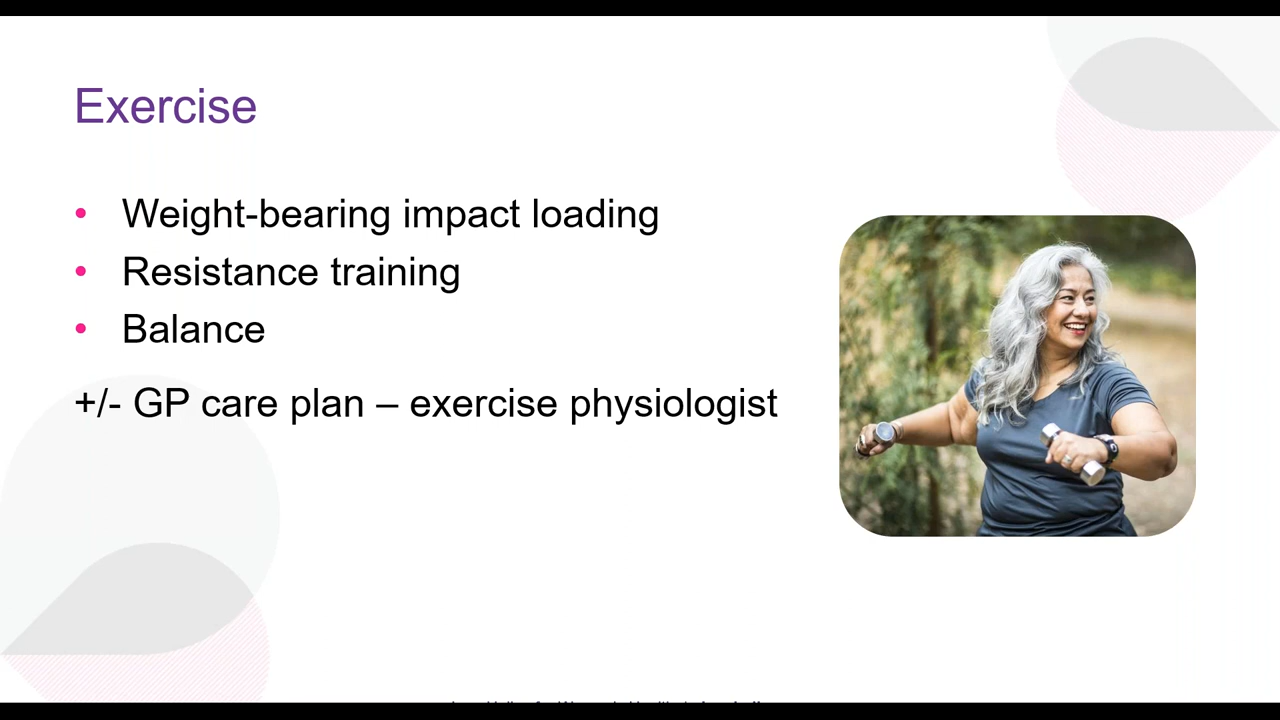 Exercise
• Weight-bearing impact loading
• Resistance training
• Balance
+/- GP care plan – exercise physiologist